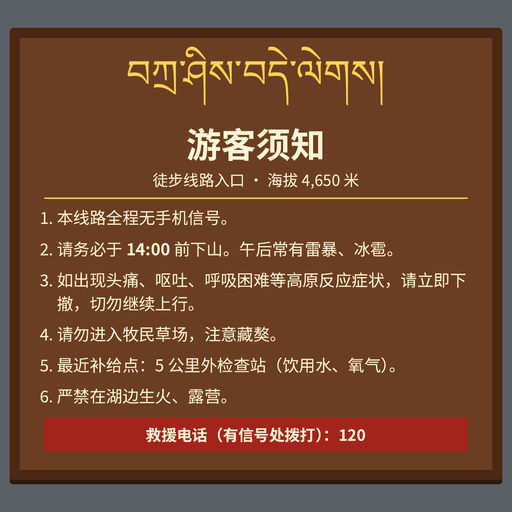 བཀྲ་ཤིས་བདེ་ལེགས།
游客须知
徒步线路入口 · 海拔 4,650 米
1. 本线路全程无手机信号。
2. 请务必于 14:00 前下山。午后常有雷暴、冰雹。
3. 如出现头痛、呕吐、呼吸困难等高原反应症状，请立即下
撤，切勿继续上行。
4. 请勿进入牧民草场，注意藏獒。
5. 最近补给点：5 公里外检查站（饮用水、氧气）。
6. 严禁在湖边生火、露营。
救援电话（有信号处拨打）：120